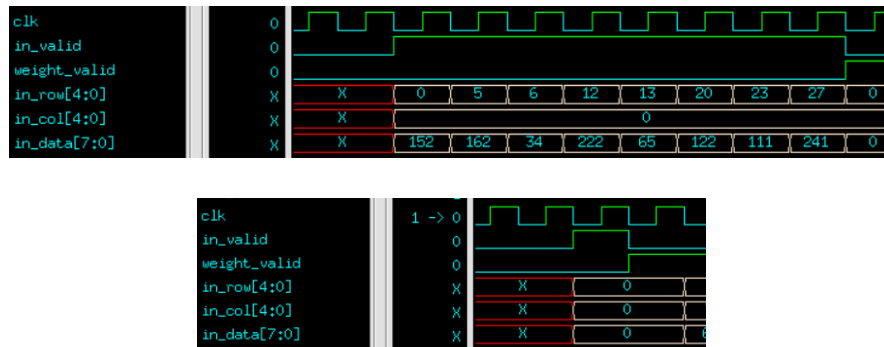 clk 0
in_valid 0
weight_valid 0
in_row[4:0] X X 0 5 6 12 13 20 23 27 0
in_col[4:0] X X 0
in_data[7:0] X X 152 162 34 222 65 122 111 241 0
clk 1 -> 0
in_valid 0
weight_valid 0
in_row[4:0] X X 0
in_col[4:0] X X 0
in_data[7:0] X X 0